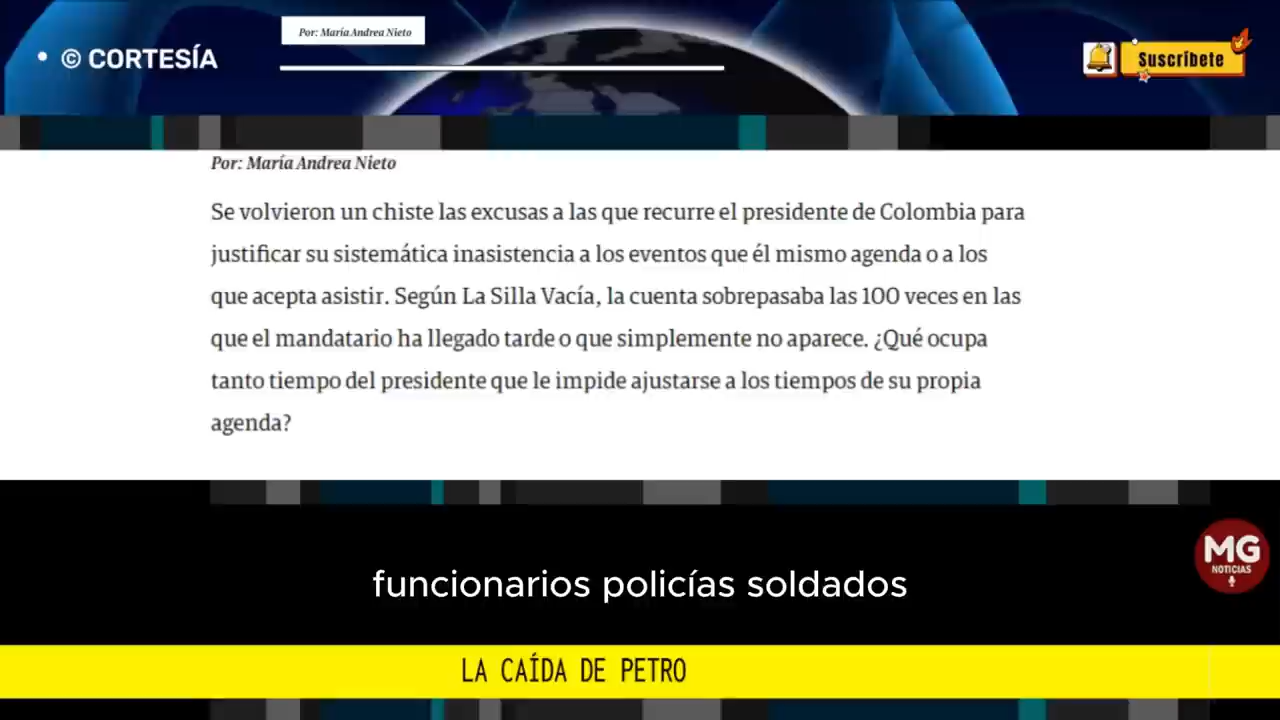 Por: María Andrea Nieto
© CORTESÍA
Suscríbete
Por: María Andrea Nieto
Se volvieron un chiste las excusas a las que recurre el presidente de Colombia para
justificar su sistemática inasistencia a los eventos que él mismo agenda o a los
que acepta asistir. Según La Silla Vacía, la cuenta sobrepasaba las 100 veces en las
que el mandatario ha llegado tarde o que simplemente no aparece. ¿Qué ocupa
tanto tiempo del presidente que le impide ajustarse a los tiempos de su propia
agenda?
funcionarios policías soldados
MG
NOTICIAS
LA CAÍDA DE PETRO